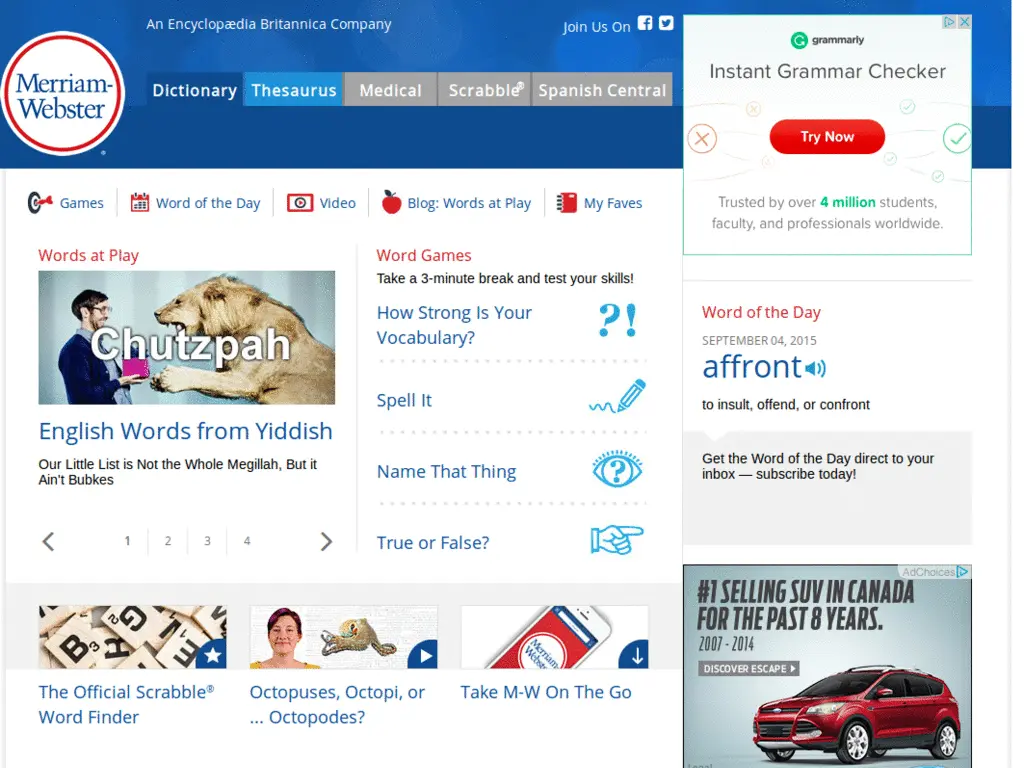 An Encyclopædia Britannica Company
Join Us On
Merriam-
Webster
Dictionary
Thesaurus
Medical
Scrabble®
Spanish Central
grammarly
Instant Grammar Checker
Try Now
Trusted by over 4 million students,
faculty, and professionals worldwide.
Games
Word of the Day
Video
Blog: Words at Play
My Faves
Words at Play
Chutzpah
English Words from Yiddish
Our Little List is Not the Whole Megillah, But it
Ain't Bubkes
1
2
3
4
Word Games
Take a 3-minute break and test your skills!
How Strong Is Your
Vocabulary?
?!
Spell It
Name That Thing
?
True or False?
Word of the Day
SEPTEMBER 04, 2015
affront
to insult, offend, or confront
Get the Word of the Day direct to your
inbox — subscribe today!
The Official Scrabble®
Word Finder
Octopuses, Octopi, or
... Octopodes?
Merriam-
Webster
Take M-W On The Go
AdChoices
#1 SELLING SUV IN CANADA
FOR THE PAST 8 YEARS.
2007 - 2014
DISCOVER ESCAPE
Legal